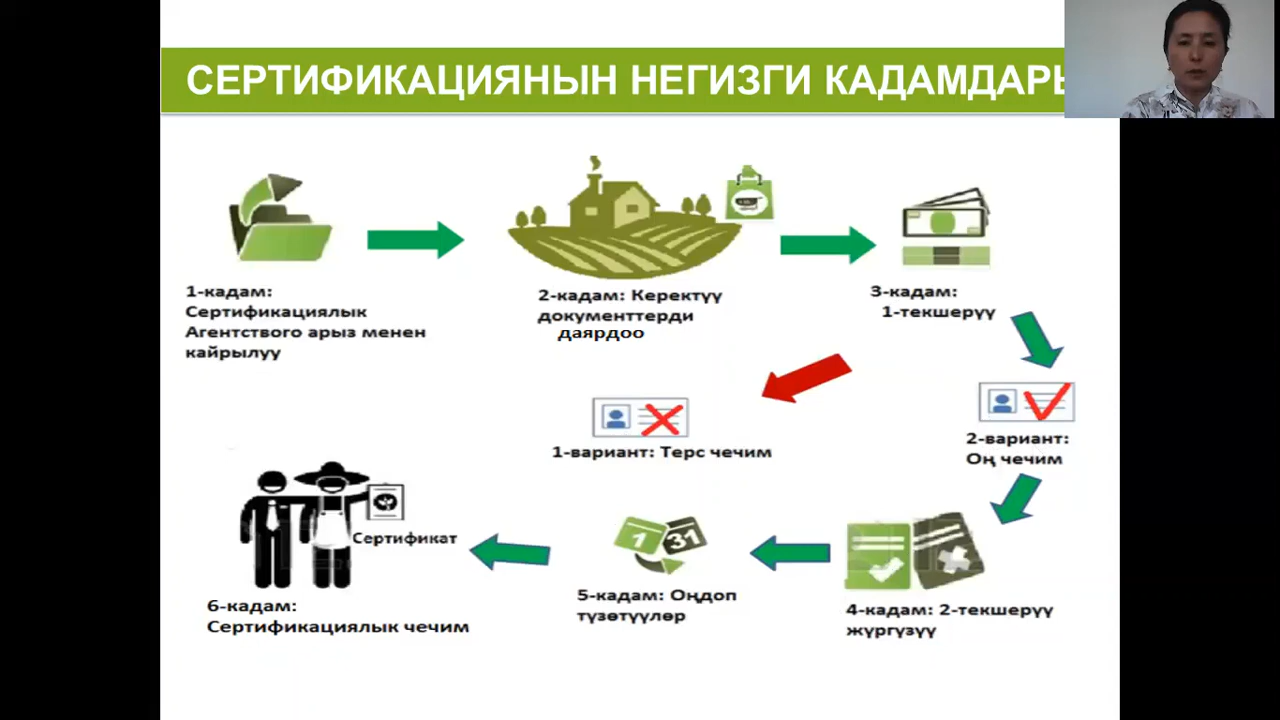 СЕРТИФИКАЦИЯНЫН НЕГИЗГИ КАДАМДАРЫ
1-кадам:
Сертификациялык
Агентствого арыз менен
кайрылуу
2-кадам: Керектүү
документтерди
даярдоо
3-кадам:
1-текшерүү
1-вариант: Терс чечим
2-вариант:
Оң чечим
4-кадам: 2-текшерүү
жүргүзүү
1
31
5-кадам: Оңдоп
түзөтүүлөр
Сертификат
6-кадам:
Сертификациялык чечим